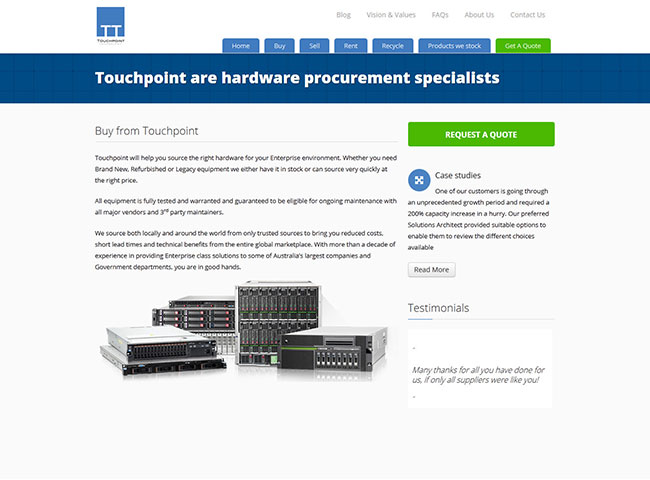 TOUCHPOINT
Blog Vision & Values FAQs About Us Contact Us
Home Buy Sell Rent Recycle Products we stock Get A Quote
Touchpoint are hardware procurement specialists
Buy from Touchpoint
Touchpoint will help you source the right hardware for your Enterprise environment. Whether you need
Brand New, Refurbished or Legacy equipment we either have it in stock or can source very quickly at
the right price.
All equipment is fully tested and warranted and guaranteed to be eligible for ongoing maintenance with
all major vendors and 3rd party maintainers.
We source both locally and around the world from only trusted sources to bring you reduced costs,
short lead times and technical benefits from the entire global marketplace. With more than a decade of
experience in providing Enterprise class solutions to some of Australia's largest companies and
Government departments, you are in good hands.
REQUEST A QUOTE
Case studies
One of our customers is going through
an unprecedented growth period and required a
200% capacity increase in a hurry. Our preferred
Solutions Architect provided suitable options to
enable them to review the different choices
available
Read More
Testimonials
"
Many thanks for all you have done for
us, if only all suppliers were like you!
"